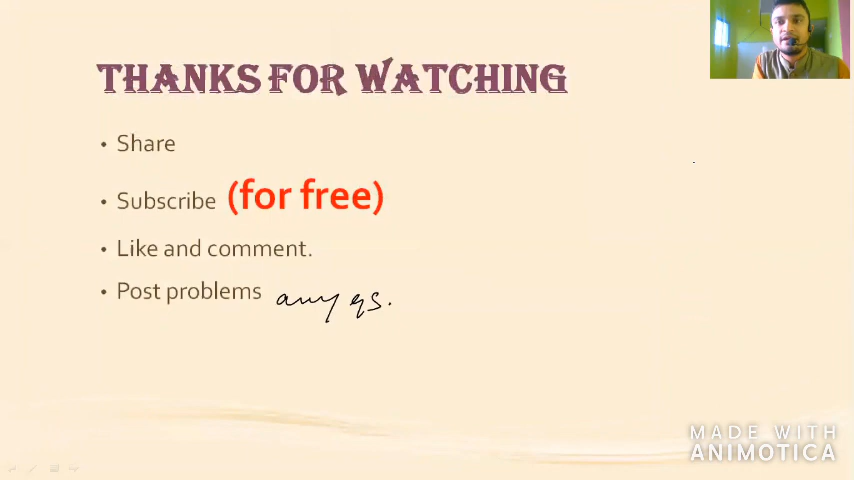 THANKS FOR WATCHING
• Share
• Subscribe (for free)
• Like and comment.
• Post problems any qs.
MADE WITH
ANIMOTICA